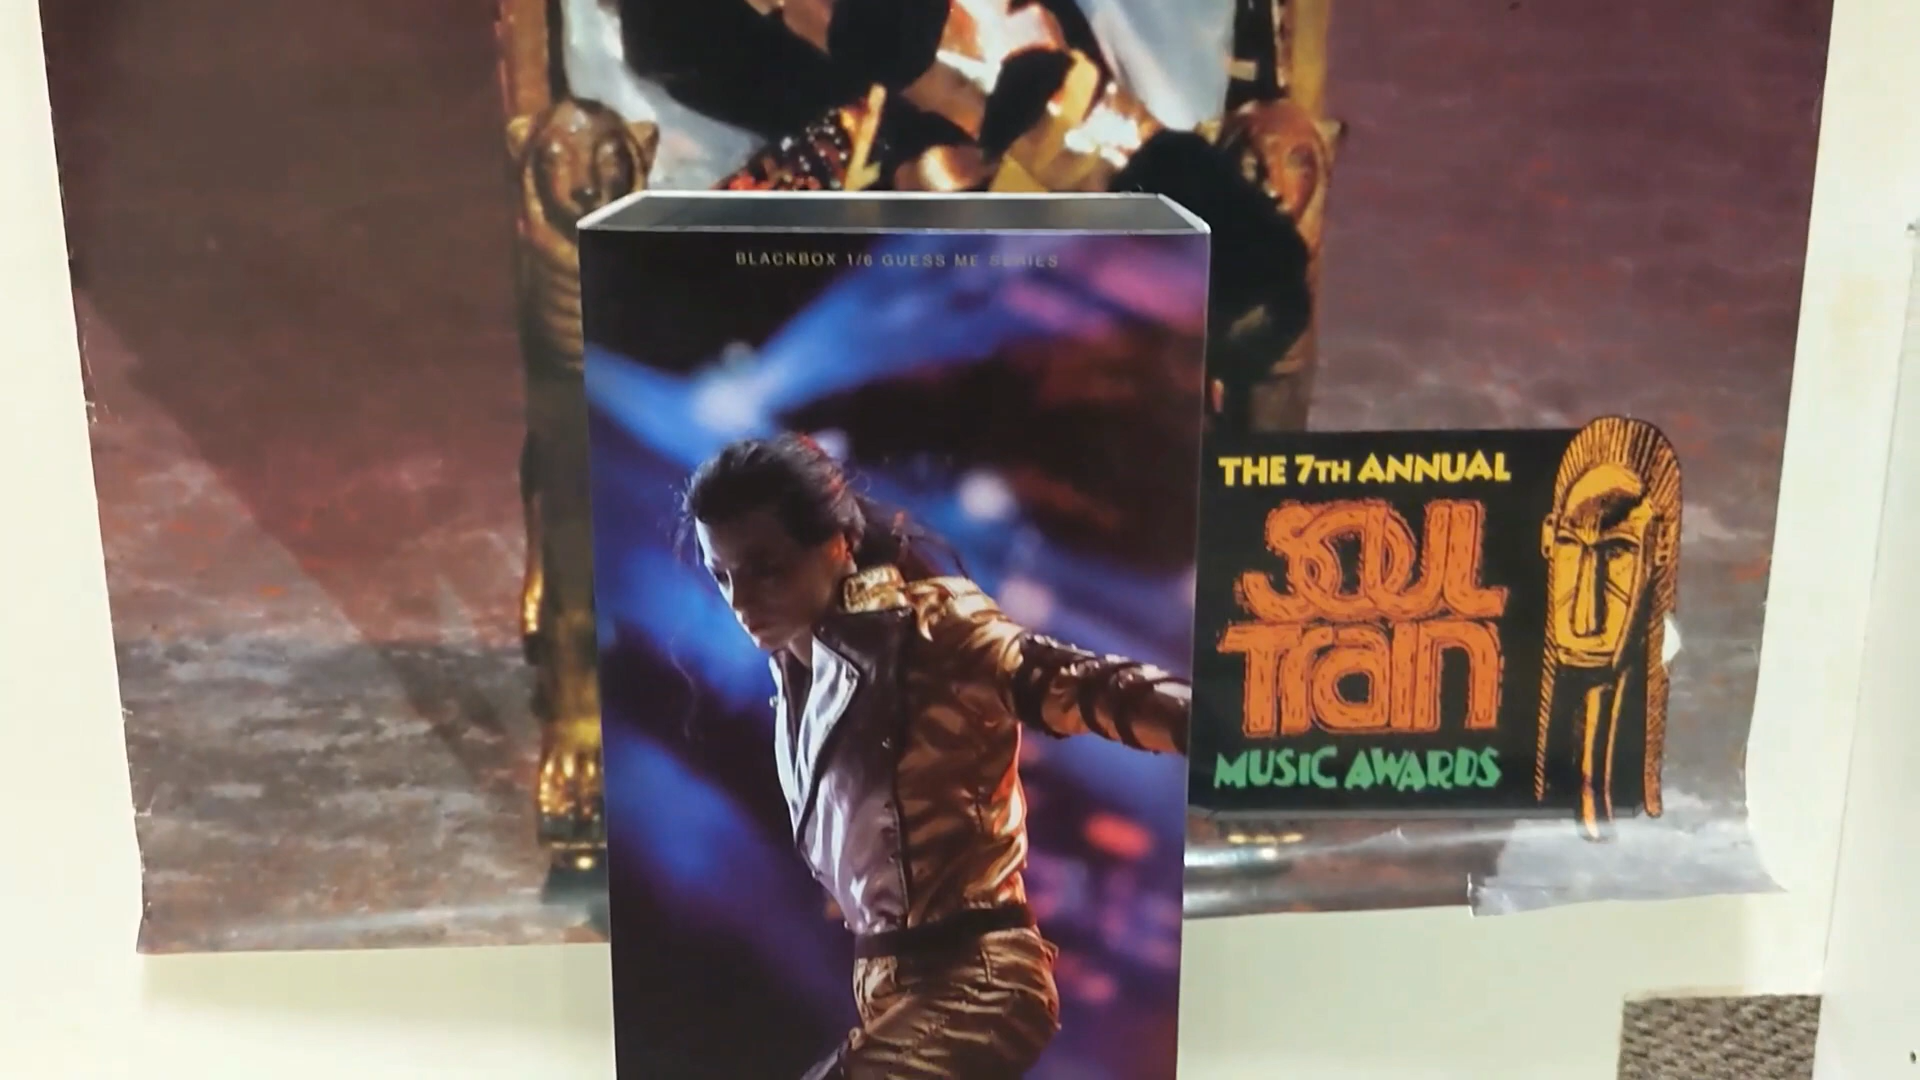 BLACKBOX 1/6 GUESS ME SERIES
THE 7TH ANNUAL
SOUL
TRAIN
MUSIC AWARDS